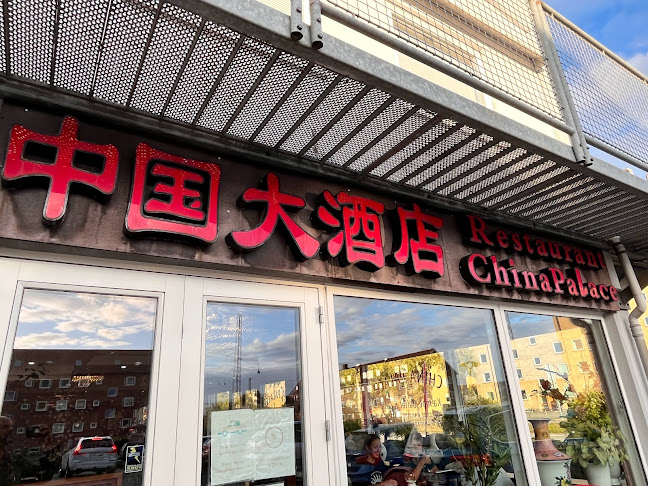 中国大酒店
Restaurant
ChinaPalace